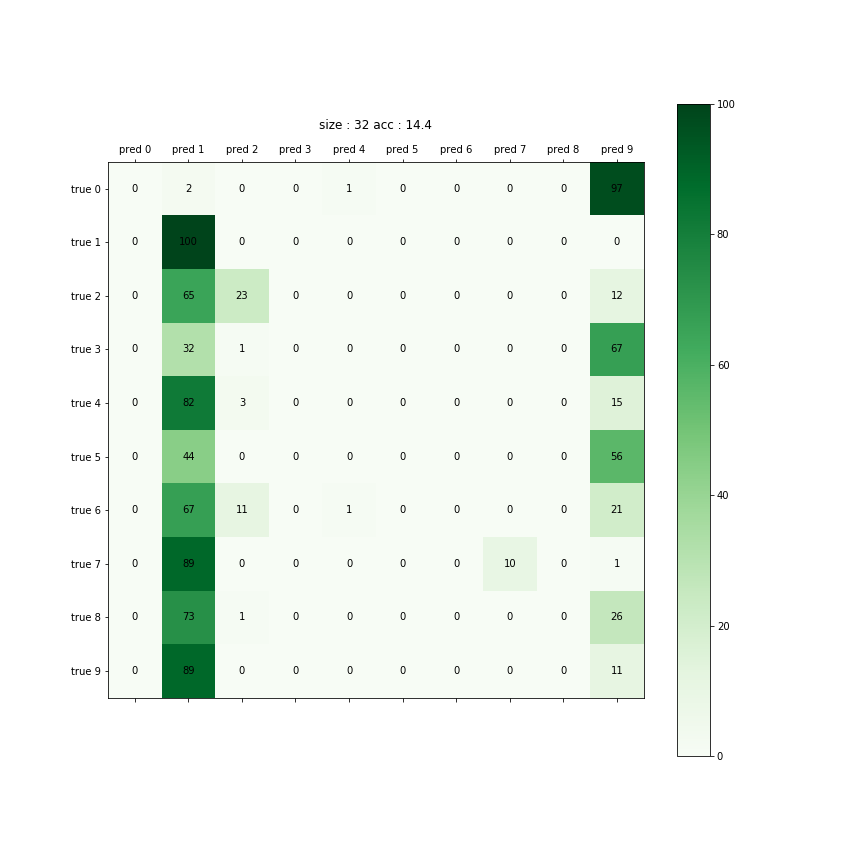 size : 32 acc : 14.4
pred 0 pred 1 pred 2 pred 3 pred 4 pred 5 pred 6 pred 7 pred 8 pred 9
true 0 0 2 0 0 1 0 0 0 0 97
true 1 0 100 0 0 0 0 0 0 0 0
true 2 0 65 23 0 0 0 0 0 0 12
true 3 0 32 1 0 0 0 0 0 0 67
true 4 0 82 3 0 0 0 0 0 0 15
true 5 0 44 0 0 0 0 0 0 0 56
true 6 0 67 11 0 1 0 0 0 0 21
true 7 0 89 0 0 0 0 0 10 0 1
true 8 0 73 1 0 0 0 0 0 0 26
true 9 0 89 0 0 0 0 0 0 0 11
100
80
60
40
20
0